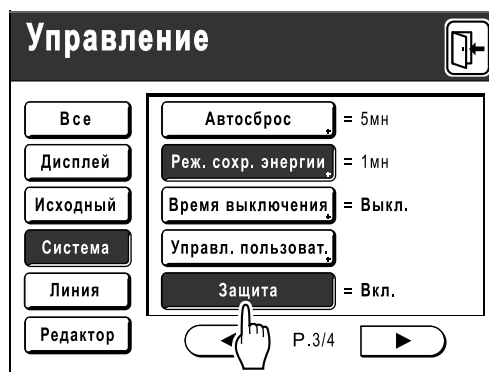 Управление
Все
Автосброс = 5мн
Дисплей
Реж. сохр. энергии = 1мн
Исходный
Время выключения = Выкл.
Система
Управл. пользоват.
Линия
Защита = Вкл.
Редактор
P.3/4